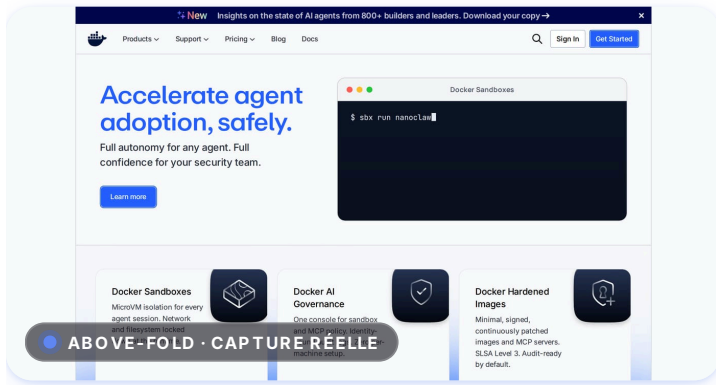 New Insights on the state of AI agents from 800+ builders and leaders. Download your copy → ×
Products Support Pricing Blog Docs Sign In Get Started
Accelerate agent
adoption, safely.
Full autonomy for any agent. Full
confidence for your security team.
Learn more
Docker Sandboxes
$ sbx run nanoclaw
Docker Sandboxes
MicroVM isolation for every
agent session. Network
and filesystem locked
Docker AI
Governance
One console for sandbox
and MCP policy. Identity-
machine setup.
Docker Hardened
Images
Minimal, signed,
continuously patched
images and MCP servers.
SLSA Level 3. Audit-ready
by default.
ABOVE-FOLD · CAPTURE RÉELLE